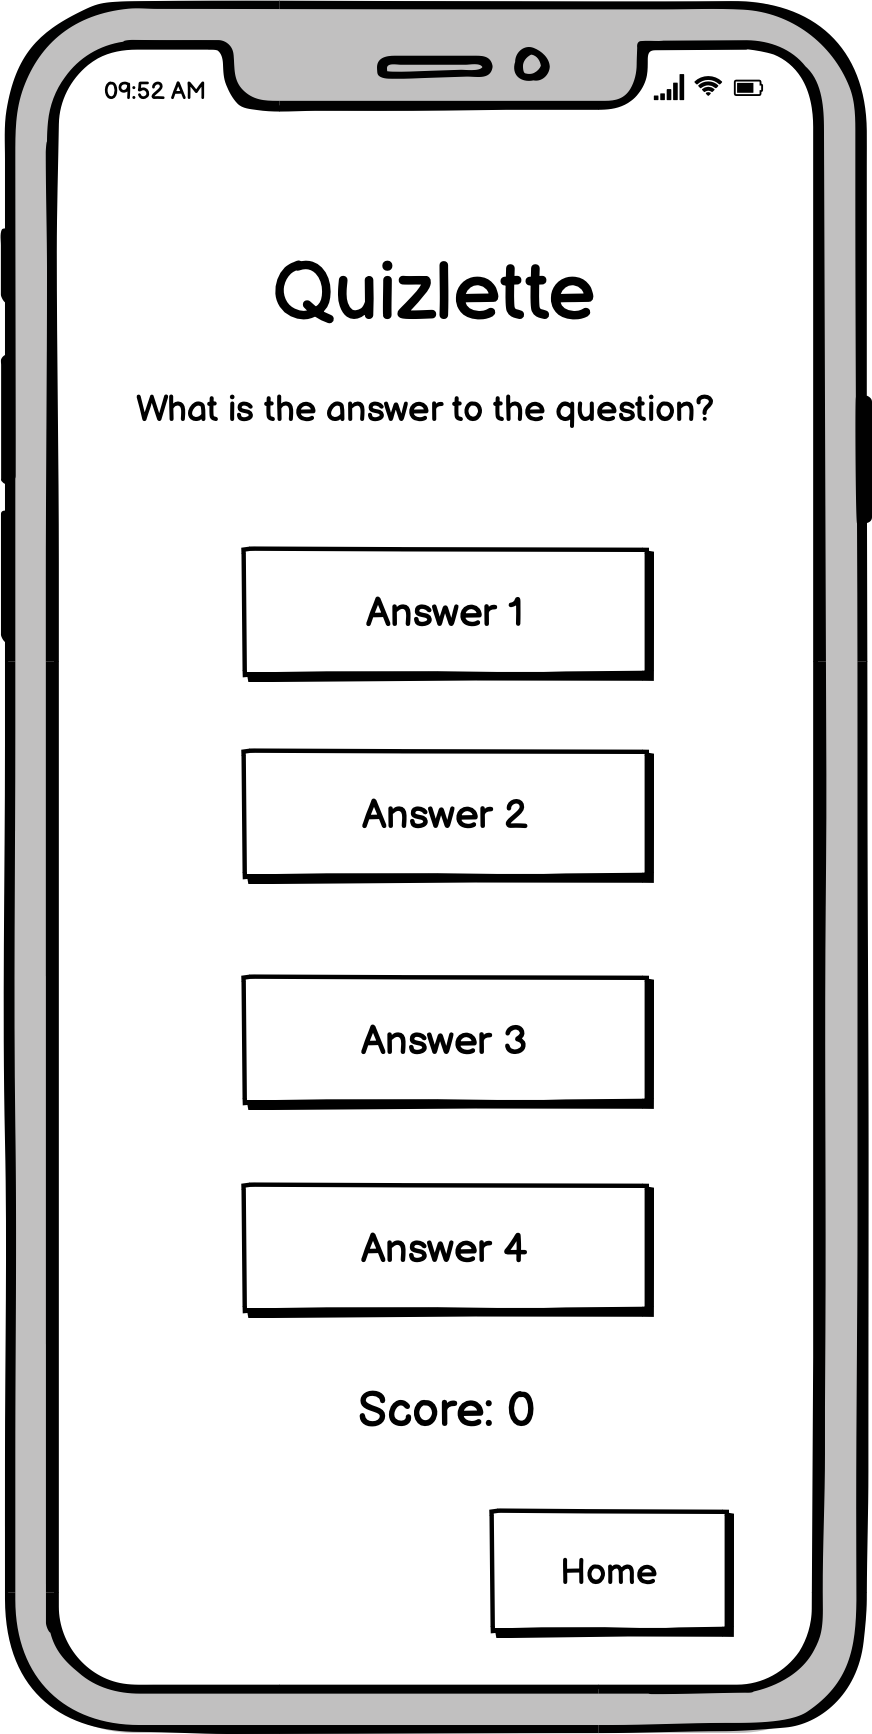 09:52 AM
Quizlette
What is the answer to the question?
Answer 1
Answer 2
Answer 3
Answer 4
Score: 0
Home